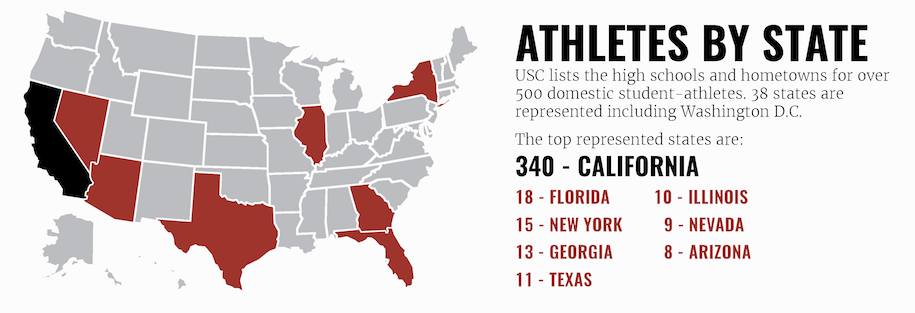 ATHLETES BY STATE
USC lists the high schools and hometowns for over
500 domestic student-athletes. 38 states are
represented including Washington D.C.
The top represented states are:
340 - CALIFORNIA
18 - FLORIDA
15 - NEW YORK
13 - GEORGIA
11 - TEXAS
10 - ILLINOIS
9 - NEVADA
8 - ARIZONA